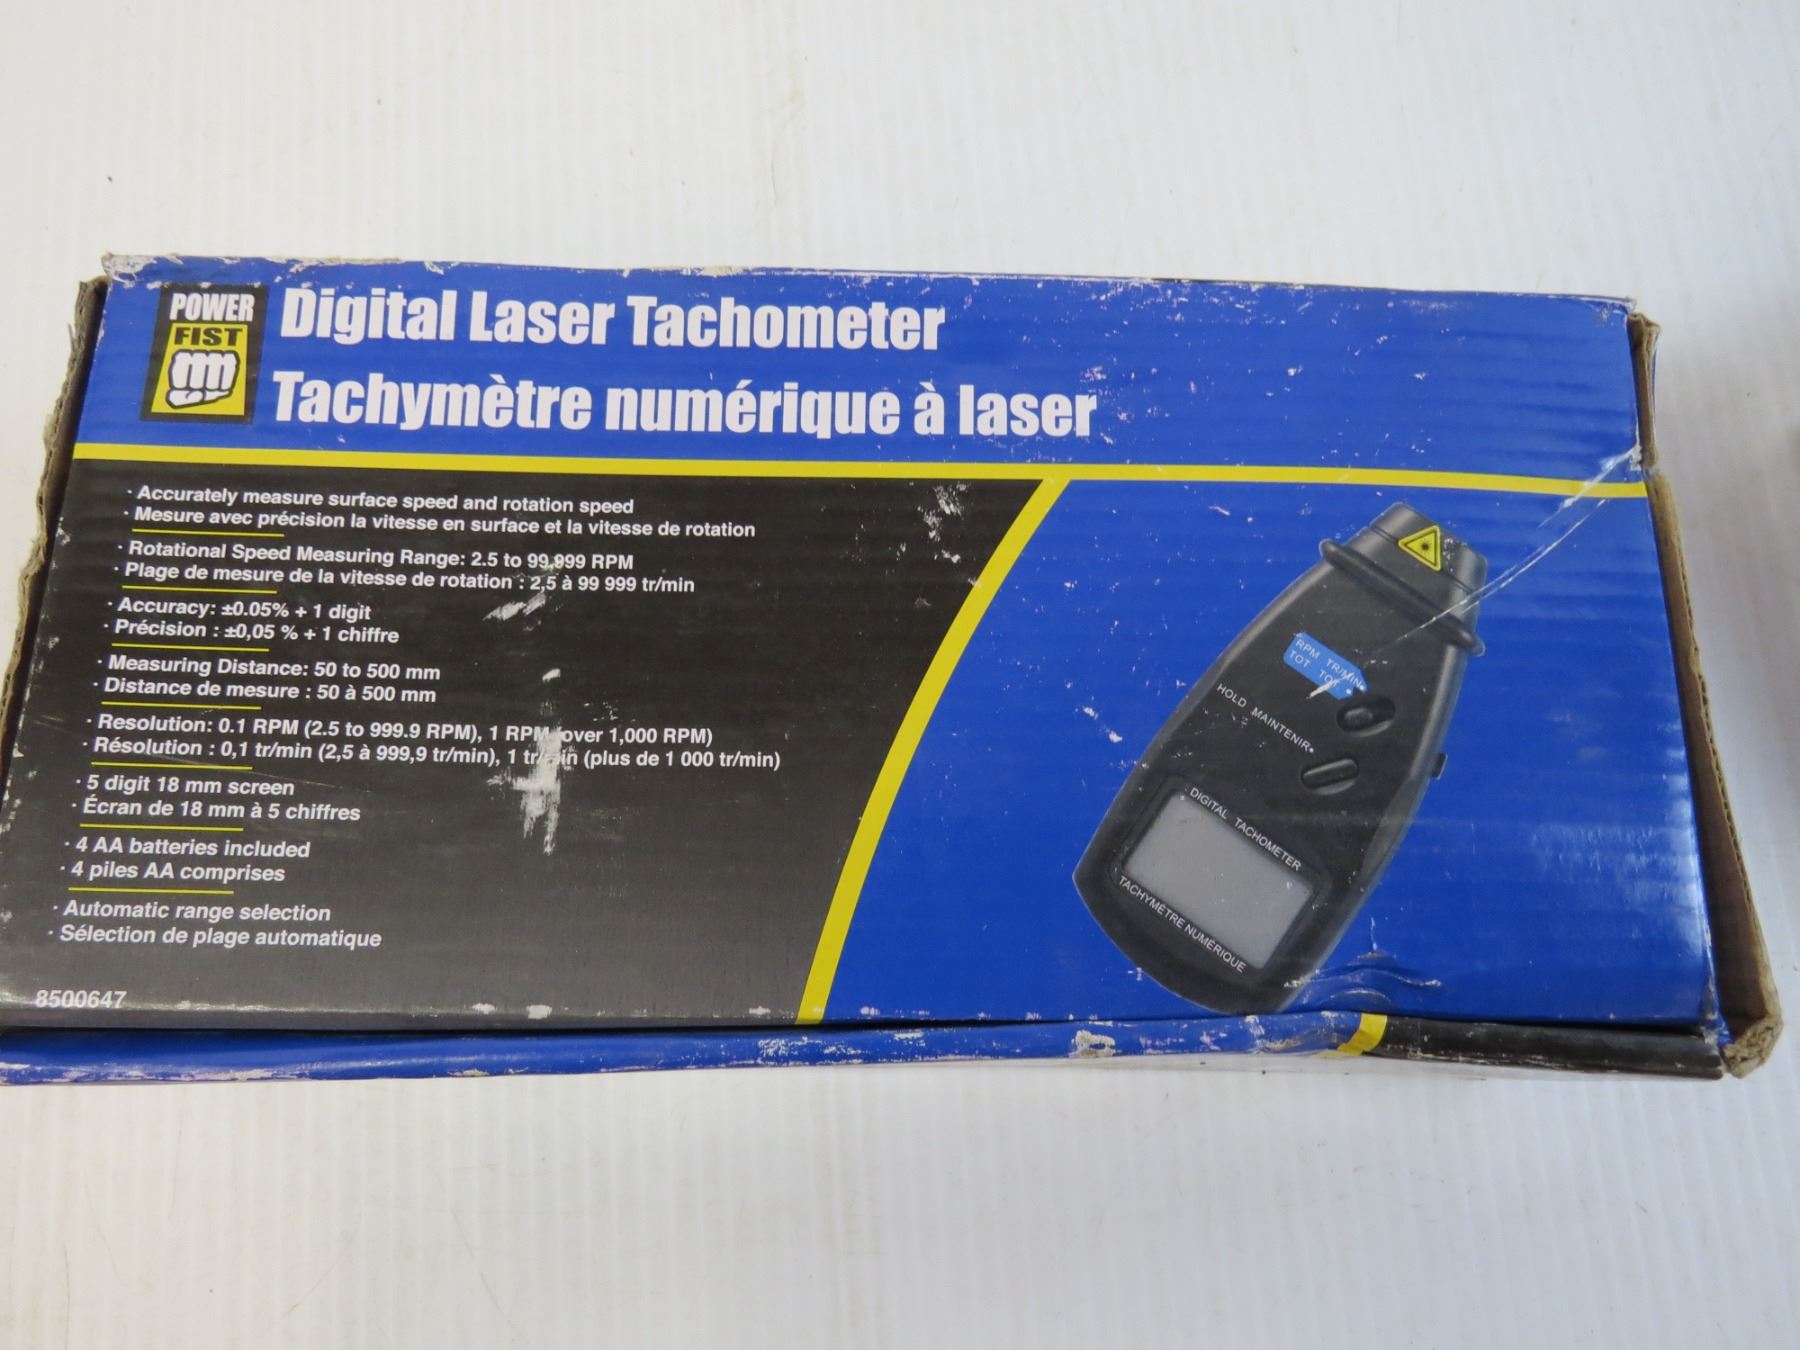 POWER
FIST
Digital Laser Tachometer
Tachymètre numérique à laser
· Accurately measure surface speed and rotation speed
· Mesure avec précision la vitesse en surface et la vitesse de rotation
· Rotational Speed Measuring Range: 2.5 to 99,999 RPM
· Plage de mesure de la vitesse de rotation : 2,5 à 99 999 tr/min
· Accuracy: ±0.05% + 1 digit
· Précision : ±0,05 % + 1 chiffre
· Measuring Distance: 50 to 500 mm
· Distance de mesure : 50 à 500 mm
· Resolution: 0.1 RPM (2.5 to 999.9 RPM), 1 RPM (over 1,000 RPM)
· Résolution : 0,1 tr/min (2,5 à 999,9 tr/min), 1 tr/min (plus de 1 000 tr/min)
· 5 digit 18 mm screen
· Écran de 18 mm à 5 chiffres
· 4 AA batteries included
· 4 piles AA comprises
· Automatic range selection
· Sélection de plage automatique
8500647
RPM TR/MIN
TOT TOT
HOLD MAINTENIR
DIGITAL TACHOMETER
TACHYMÈTRE NUMÉRIQUE